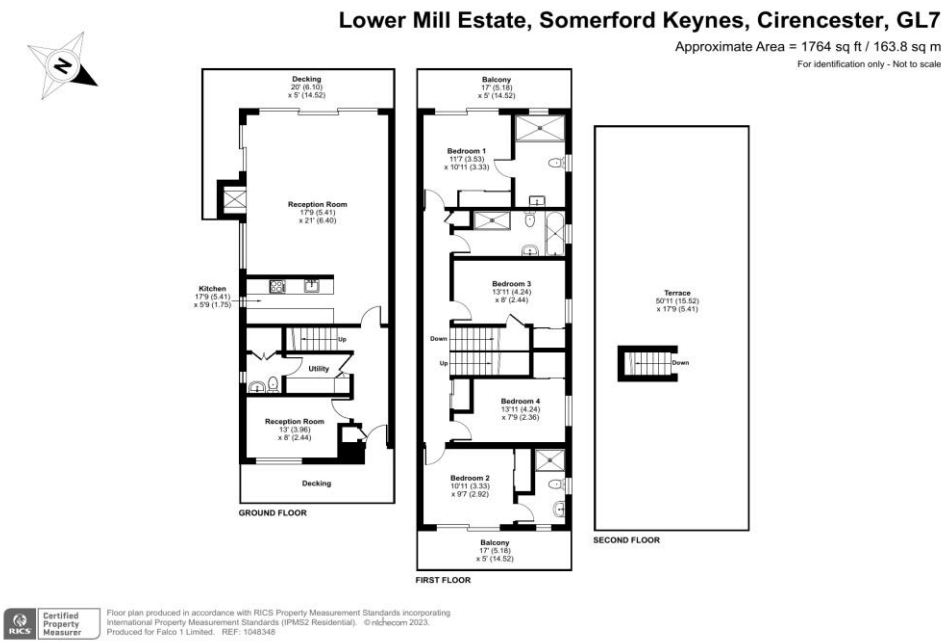 Lower Mill Estate, Somerford Keynes, Cirencester, GL7
Approximate Area = 1764 sq ft / 163.8 sq m
For identification only - Not to scale
N
Decking
20' (6.10)
x 5' (14.52)
Reception Room
17'9 (5.41)
x 21' (6.40)
Kitchen
17'9 (5.41)
x 5'9 (1.75)
Up
Utility
Reception Room
13' (3.96)
x 8' (2.44)
Decking
GROUND FLOOR
Balcony
17' (5.18)
x 5' (14.52)
Bedroom 1
11'7 (3.53)
x 10'11 (3.33)
Bedroom 3
13'11 (4.24)
x 8' (2.44)
Down
Up
Bedroom 4
13'11 (4.24)
x 7'9 (2.36)
Bedroom 2
10'11 (3.33)
x 9'7 (2.92)
Balcony
17' (5.18)
x 5' (14.52)
FIRST FLOOR
Terrace
50'11 (15.52)
x 17'9 (5.41)
Down
SECOND FLOOR
RICS
Certified
Property
Measurer
Floor plan produced in accordance with RICS Property Measurement Standards incorporating
International Property Measurement Standards (IPMS2 Residential). © nichecom 2023.
Produced for Falco 1 Limited. REF: 1048348